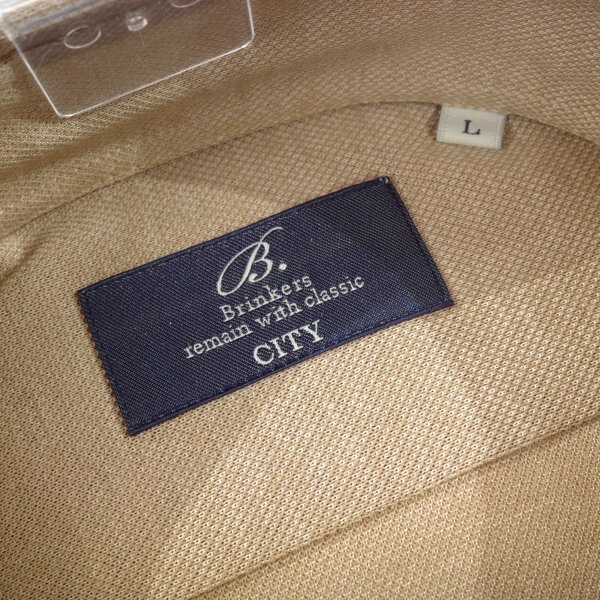 B.
Brinkers
remain with classic
CITY
L